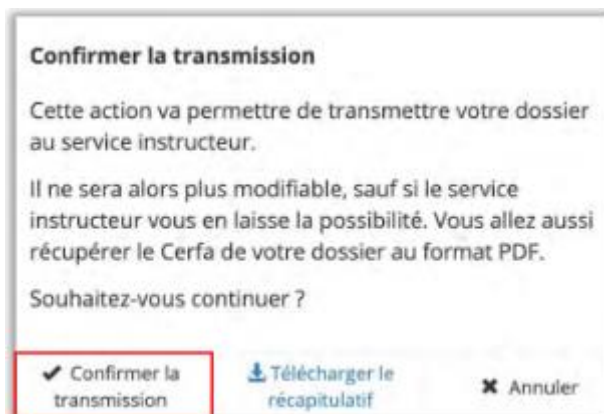 Confirmer la transmission
Cette action va permettre de transmettre votre dossier
au service instructeur.
Il ne sera alors plus modifiable, sauf si le service
instructeur vous en laisse la possibilité. Vous allez aussi
récupérer le Cerfa de votre dossier au format PDF.
Souhaitez-vous continuer ?
Confirmer la
transmission
Télécharger le
récapitulatif
Annuler